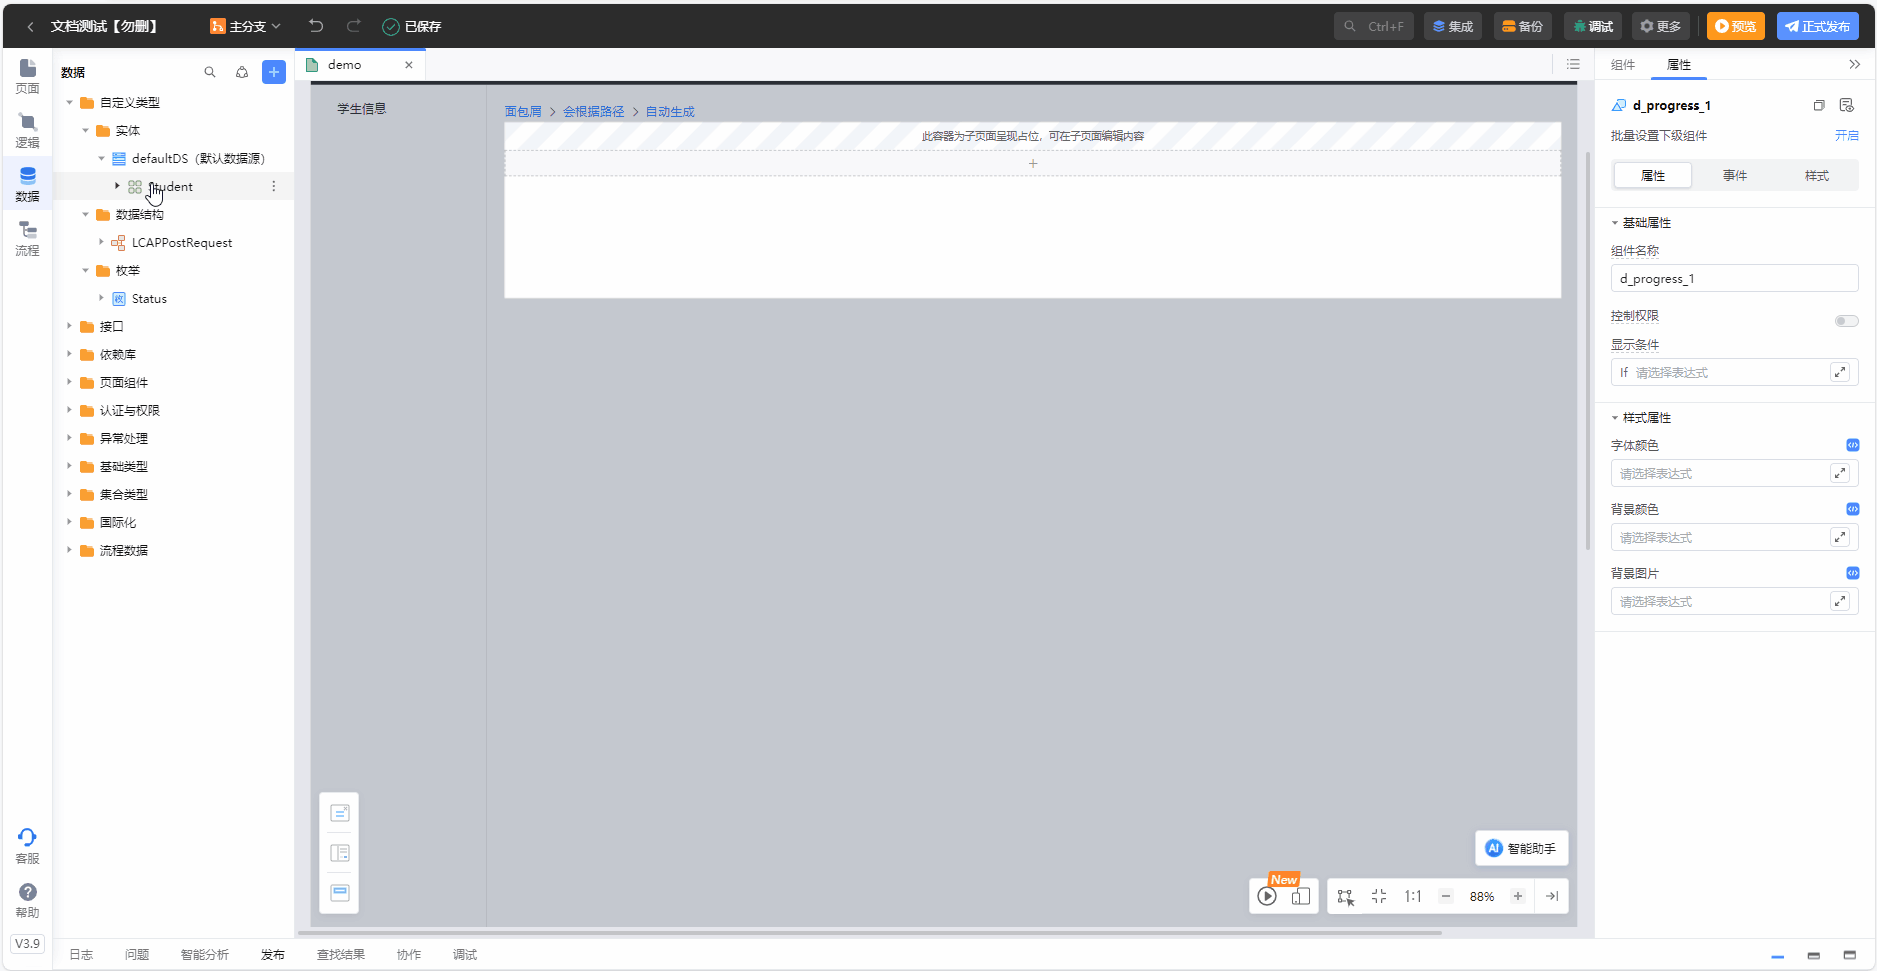 文档测试【勿删】
主分支
已保存
Ctrl+F
集成
备份
调试
更多
预览
正式发布
页面
逻辑
数据
流程
客服
帮助
V3.9
数据
自定义类型
实体
defaultDS（默认数据源）
tudent
数据结构
LCAPPostRequest
枚举
Status
接口
依赖库
页面组件
认证与权限
异常处理
基础类型
集合类型
国际化
流程数据
demo
学生信息
面包屑 > 会根据路径 > 自动生成
此容器为子页面呈现占位，可在子页面编辑内容
+
AI 智能助手
New
1:1
88%
组件
属性
d_progress_1
批量设置下级组件
开启
属性
事件
样式
基础属性
组件名称
d_progress_1
控制权限
显示条件
If 请选择表达式
样式属性
字体颜色
请选择表达式
背景颜色
请选择表达式
背景图片
请选择表达式
日志
问题
智能分析
发布
查找结果
协作
调试